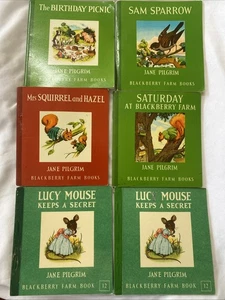 The BIRTHDAY PICNIC
JANE PILGRIM
BLACKBERRY FARM BOOKS
SAM SPARROW
JANE PILGRIM
BLACKBERRY FARM BOOKS
Mrs SQUIRREL and HAZEL
JANE PILGRIM
BLACKBERRY FARM BOOKS
SATURDAY
AT BLACKBERRY FARM
JANE PILGRIM
BLACKBERRY FARM BOOKS
LUCY MOUSE
KEEPS A SECRET
JANE PILGRIM
BLACKBERRY FARM BOOK 12
LUC MOUSE
KEEPS A SECRET
JANE PILGRIM
BLACKBERRY FARM BOOK 12